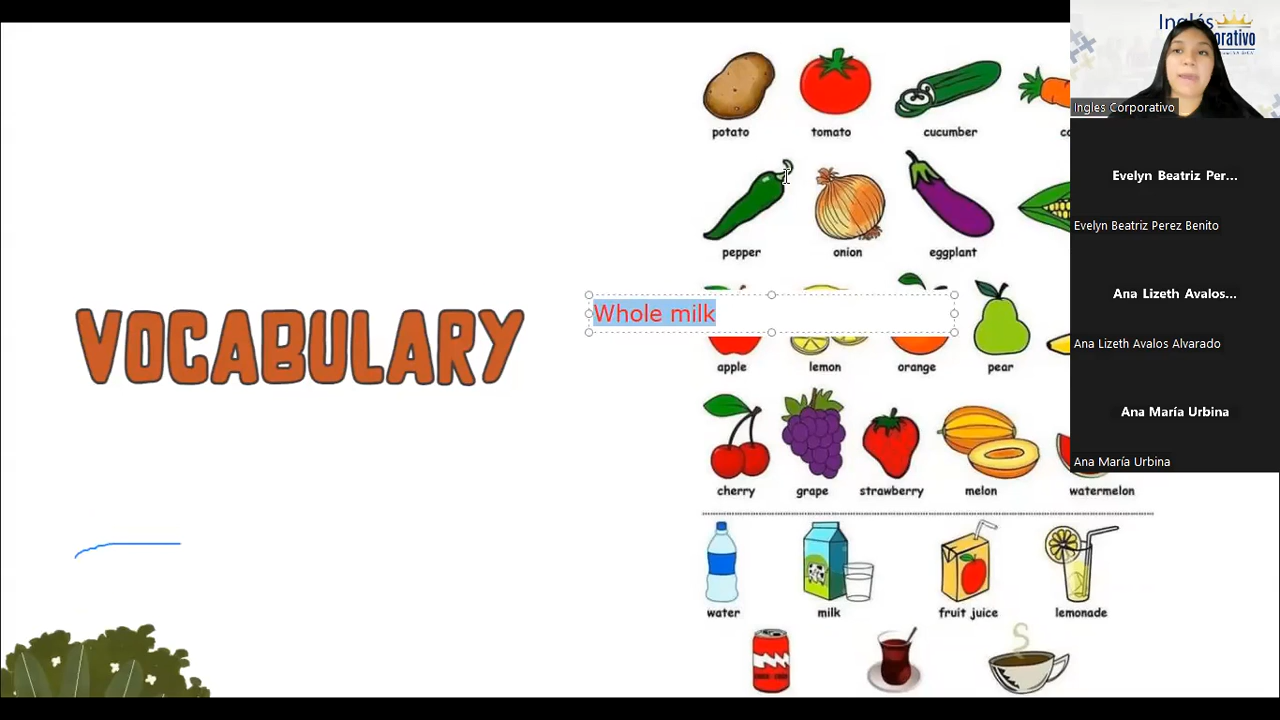 Inglés
orativo
Ingles Corporativo
potato tomato cucumber
Evelyn Beatriz Per...
Evelyn Beatriz Perez Benito
pepper onion eggplant
Ana Lizeth Avalos...
Whole milk
Ana Lizeth Avalos Alvarado
VOCABULARY
apple lemon orange pear
Ana María Urbina
Ana María Urbina
cherry grape strawberry melon watermelon
water milk fruit juice lemonade